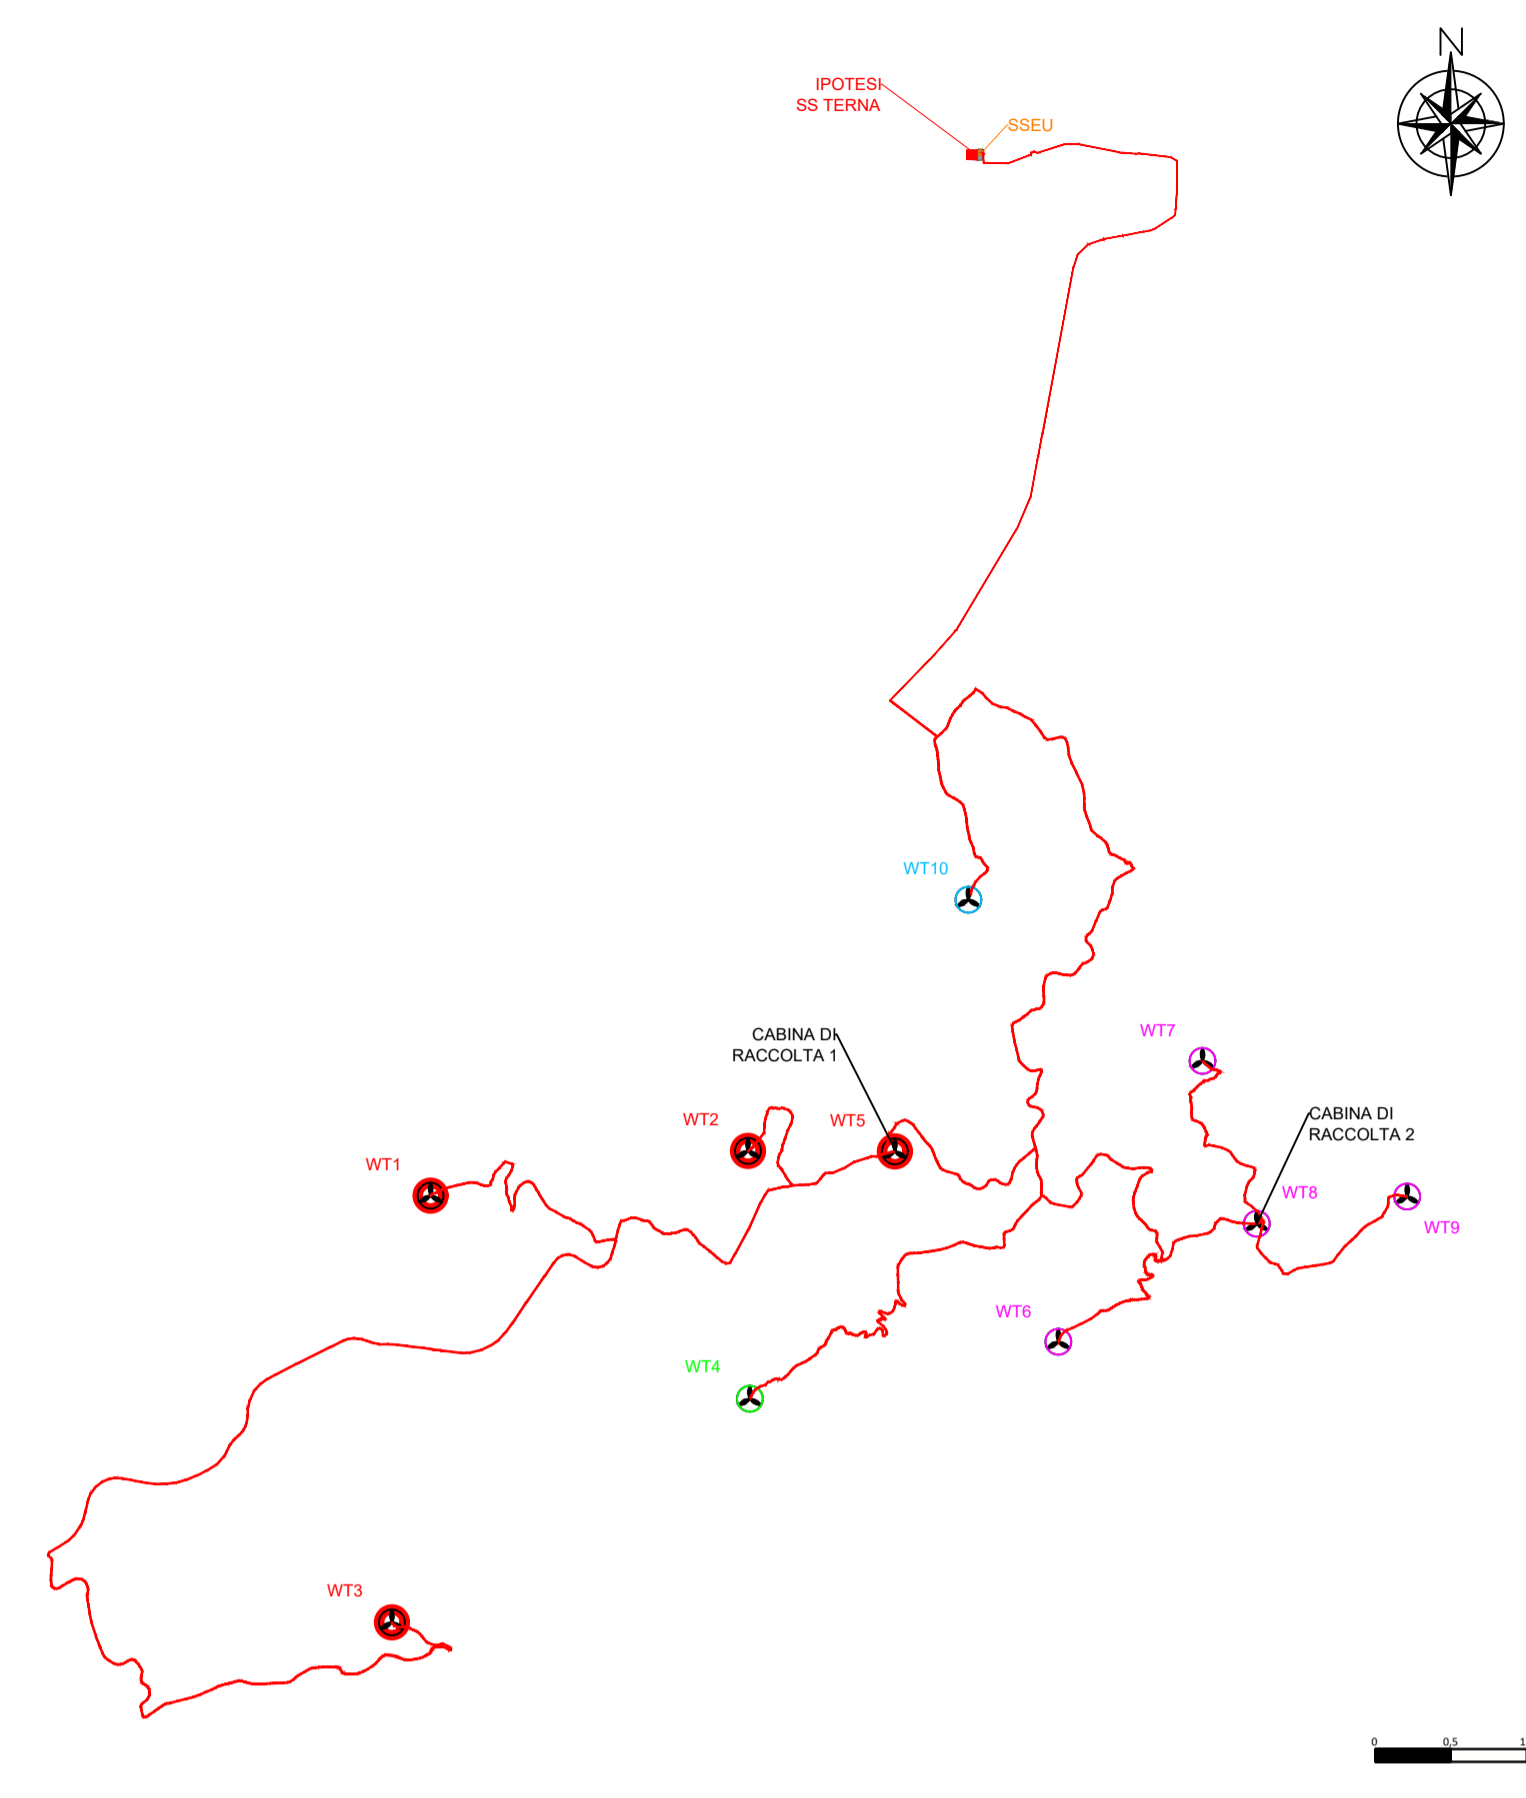 N
IPOTESI
SS TERNA
SSEU
WT10
WT7
CABINA DI
RACCOLTA 1
WT2
WT5
CABINA DI
RACCOLTA 2
WT1
WT8
WT9
WT6
WT4
WT3
0 0,5 1